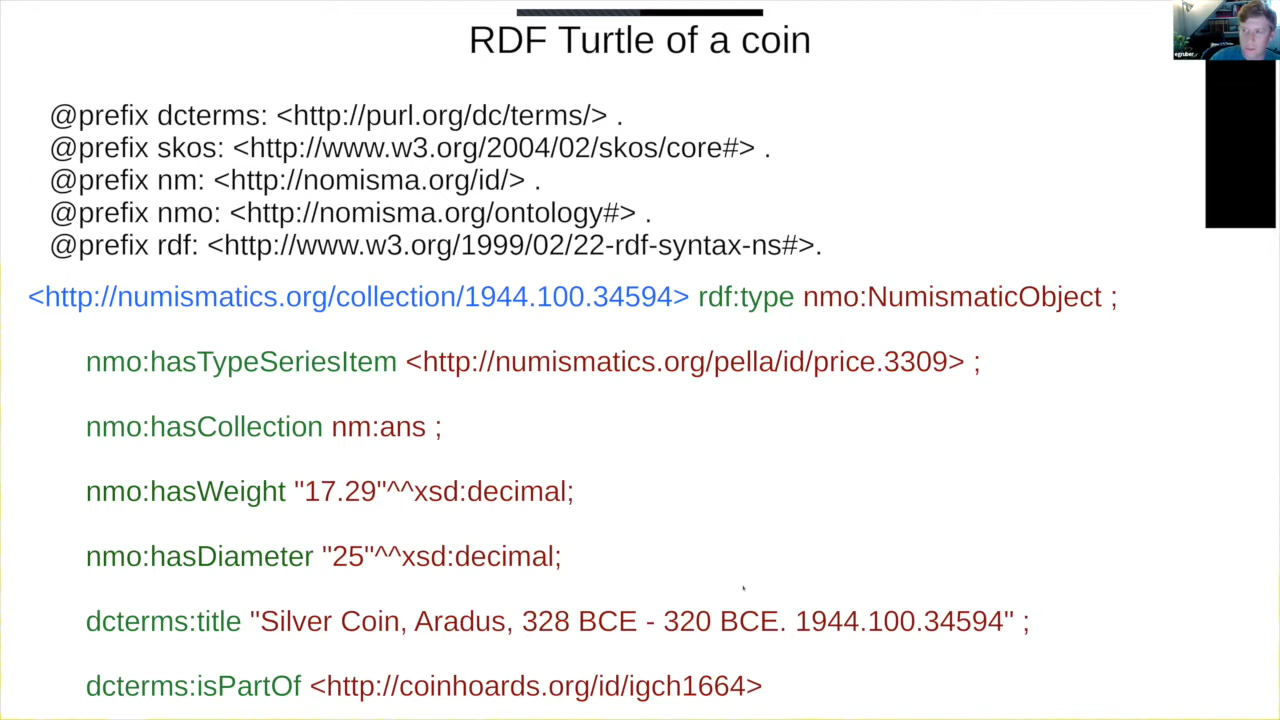 RDF Turtle of a coin
egruber
@prefix dcterms: <http://purl.org/dc/terms/> .
@prefix skos: <http://www.w3.org/2004/02/skos/core#> .
@prefix nm: <http://nomisma.org/id/> .
@prefix nmo: <http://nomisma.org/ontology#> .
@prefix rdf: <http://www.w3.org/1999/02/22-rdf-syntax-ns#>.
<http://numismatics.org/collection/1944.100.34594> rdf:type nmo:NumismaticObject ;
nmo:hasTypeSeriesItem <http://numismatics.org/pella/id/price.3309> ;
nmo:hasCollection nm:ans ;
nmo:hasWeight "17.29"^^xsd:decimal;
nmo:hasDiameter "25"^^xsd:decimal;
dcterms:title "Silver Coin, Aradus, 328 BCE - 320 BCE. 1944.100.34594" ;
dcterms:isPartOf <http://coinhoards.org/id/igch1664>